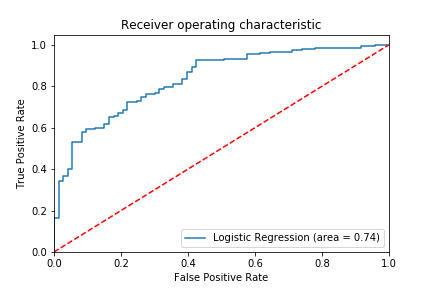 Receiver operating characteristic
True Positive Rate
1.0
0.8
0.6
0.4
0.2
0.0
Logistic Regression (area = 0.74)
0.0 0.2 0.4 0.6 0.8 1.0
False Positive Rate